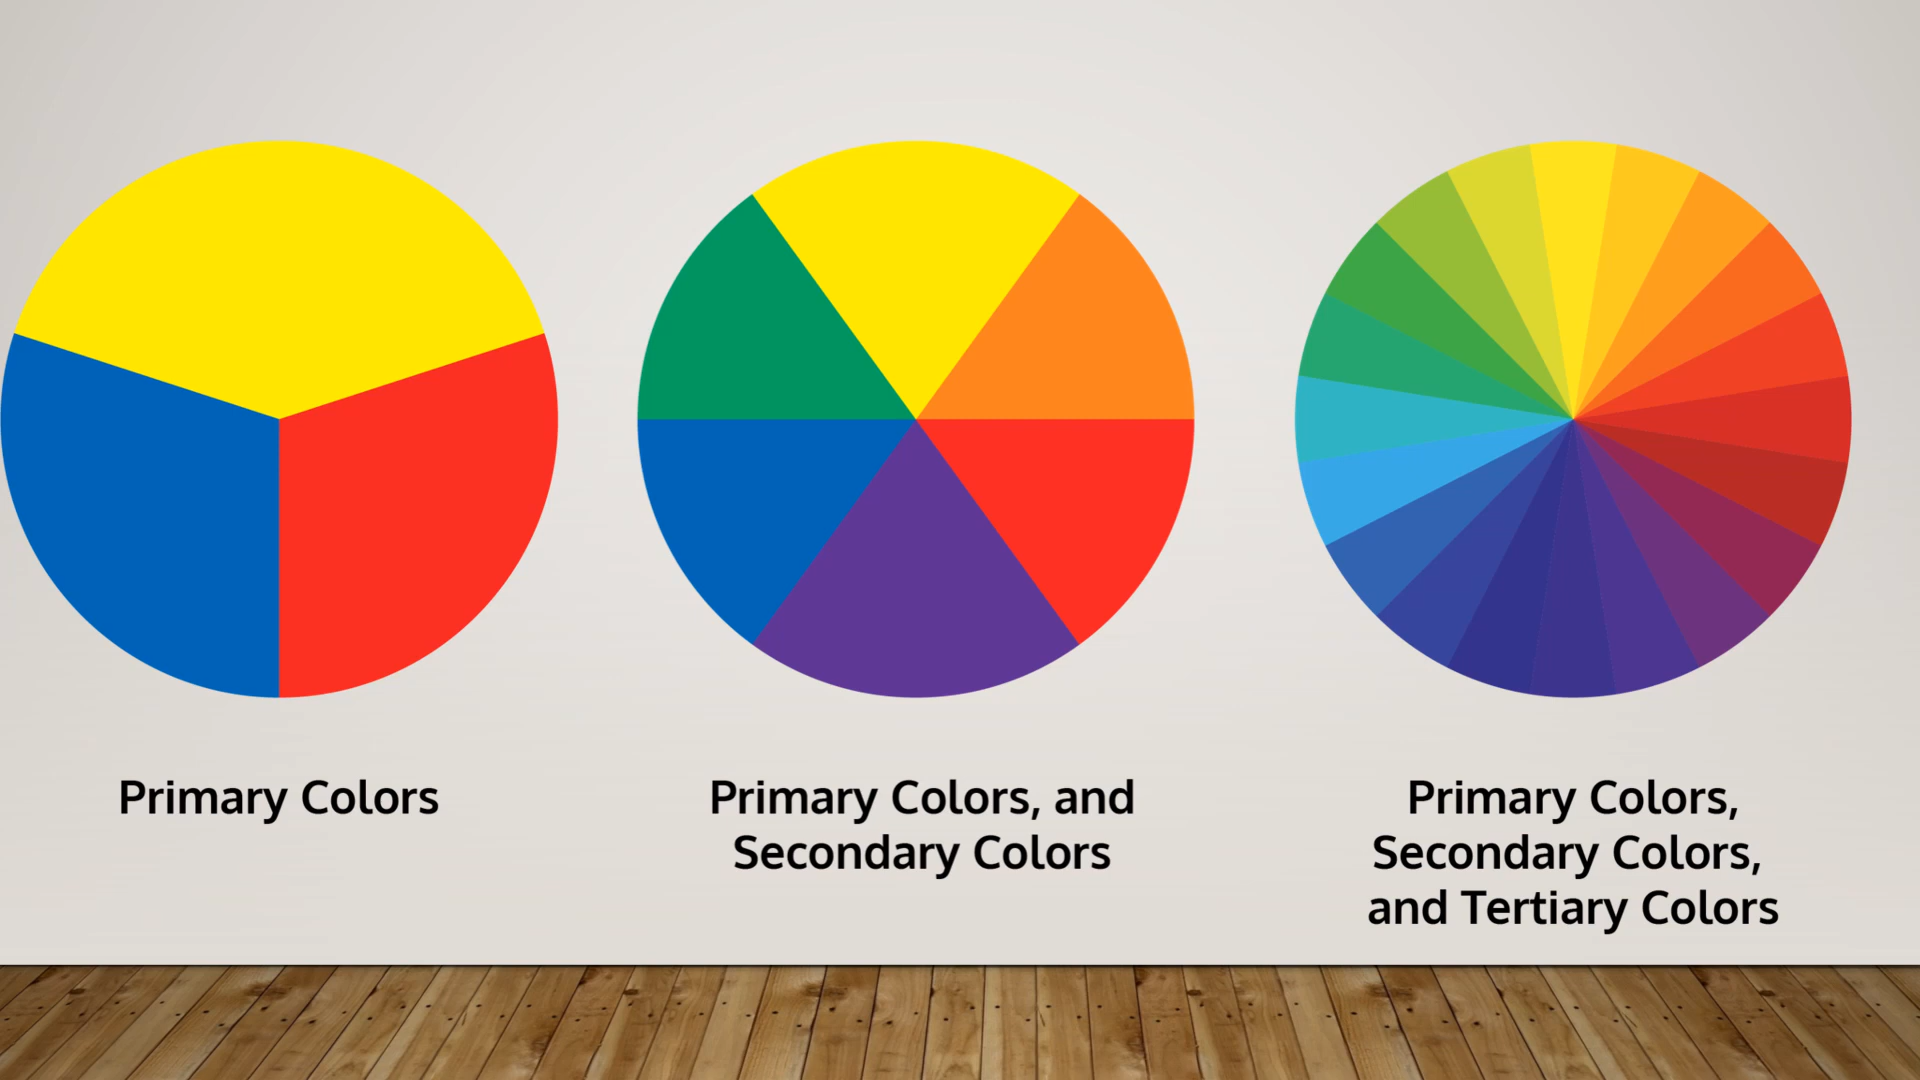 Primary Colors
Primary Colors, and
Secondary Colors
Primary Colors,
Secondary Colors,
and Tertiary Colors